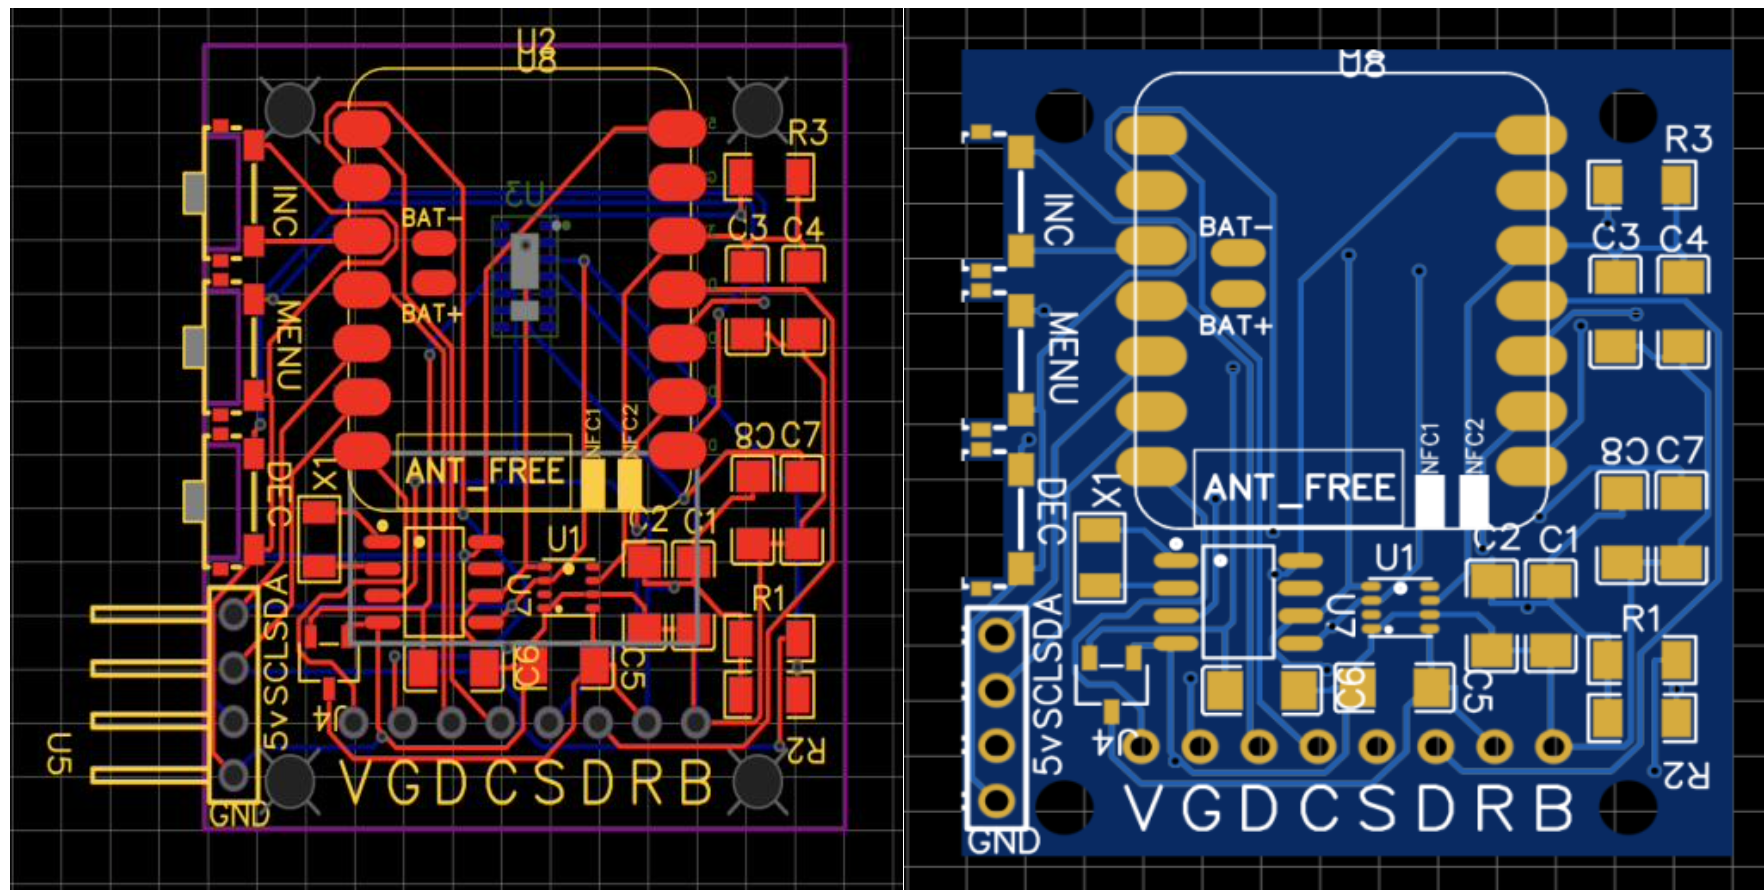 U2
U8
R3
INC
U3
BAT-
C3 C4
BAT+
MENU
NFC1
NFC2
C8 C7
X1
ANT_FREE
DEC
C2 C1
U1
U7
R1
5vSCLSDA
C6
C5
J4
R2
U5
V G D C S D R B
GND
U8
R3
INC
BAT-
C3 C4
BAT+
MENU
NFC1
NFC2
C8 C7
X1
ANT_FREE
DEC
C2 C1
U1
U7
R1
5vSCLSDA
C6
C5
J4
R2
V G D C S D R B
GND